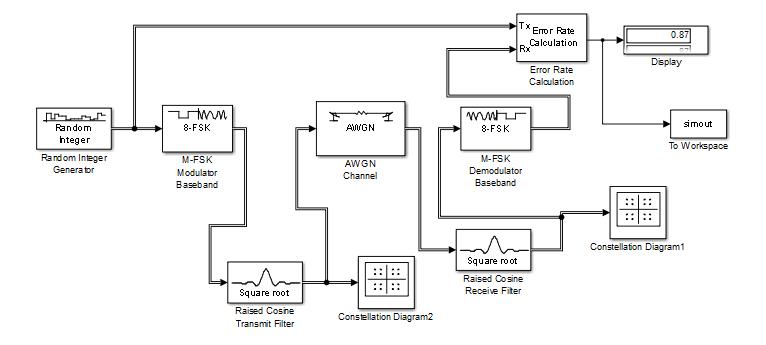 Tx
Rx
Error Rate
Calculation
Error Rate
Calculation
0.87
Display
Random
Integer
Random Integer
Generator
8-FSK
M-FSK
Modulator
Baseband
AWGN
AWGN
Channel
8-FSK
M-FSK
Demodulator
Baseband
simout
To Workspace
Constellation Diagram1
Square root
Raised Cosine
Receive Filter
Square root
Raised Cosine
Transmit Filter
Constellation Diagram2